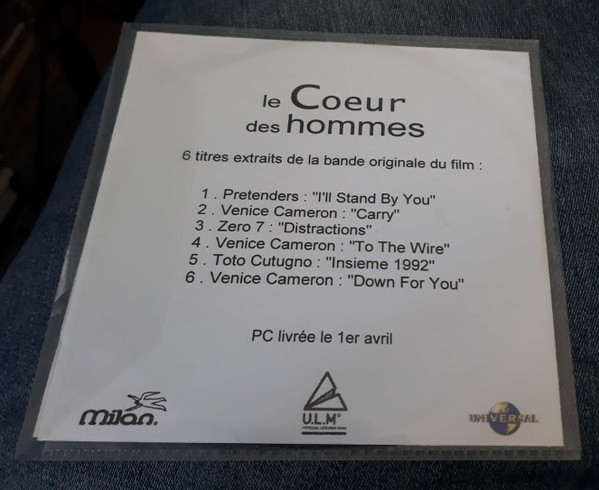 le Coeur
des hommes
6 titres extraits de la bande originale du film :
1 . Pretenders : "I'll Stand By You"
2 . Venice Cameron : "Carry"
3 . Zero 7 : "Distractions"
4 . Venice Cameron : "To The Wire"
5 . Toto Cutugno : "Insieme 1992"
6 . Venice Cameron : "Down For You"
PC livrée le 1er avril
milan.
U.L.M
UNIVERSAL